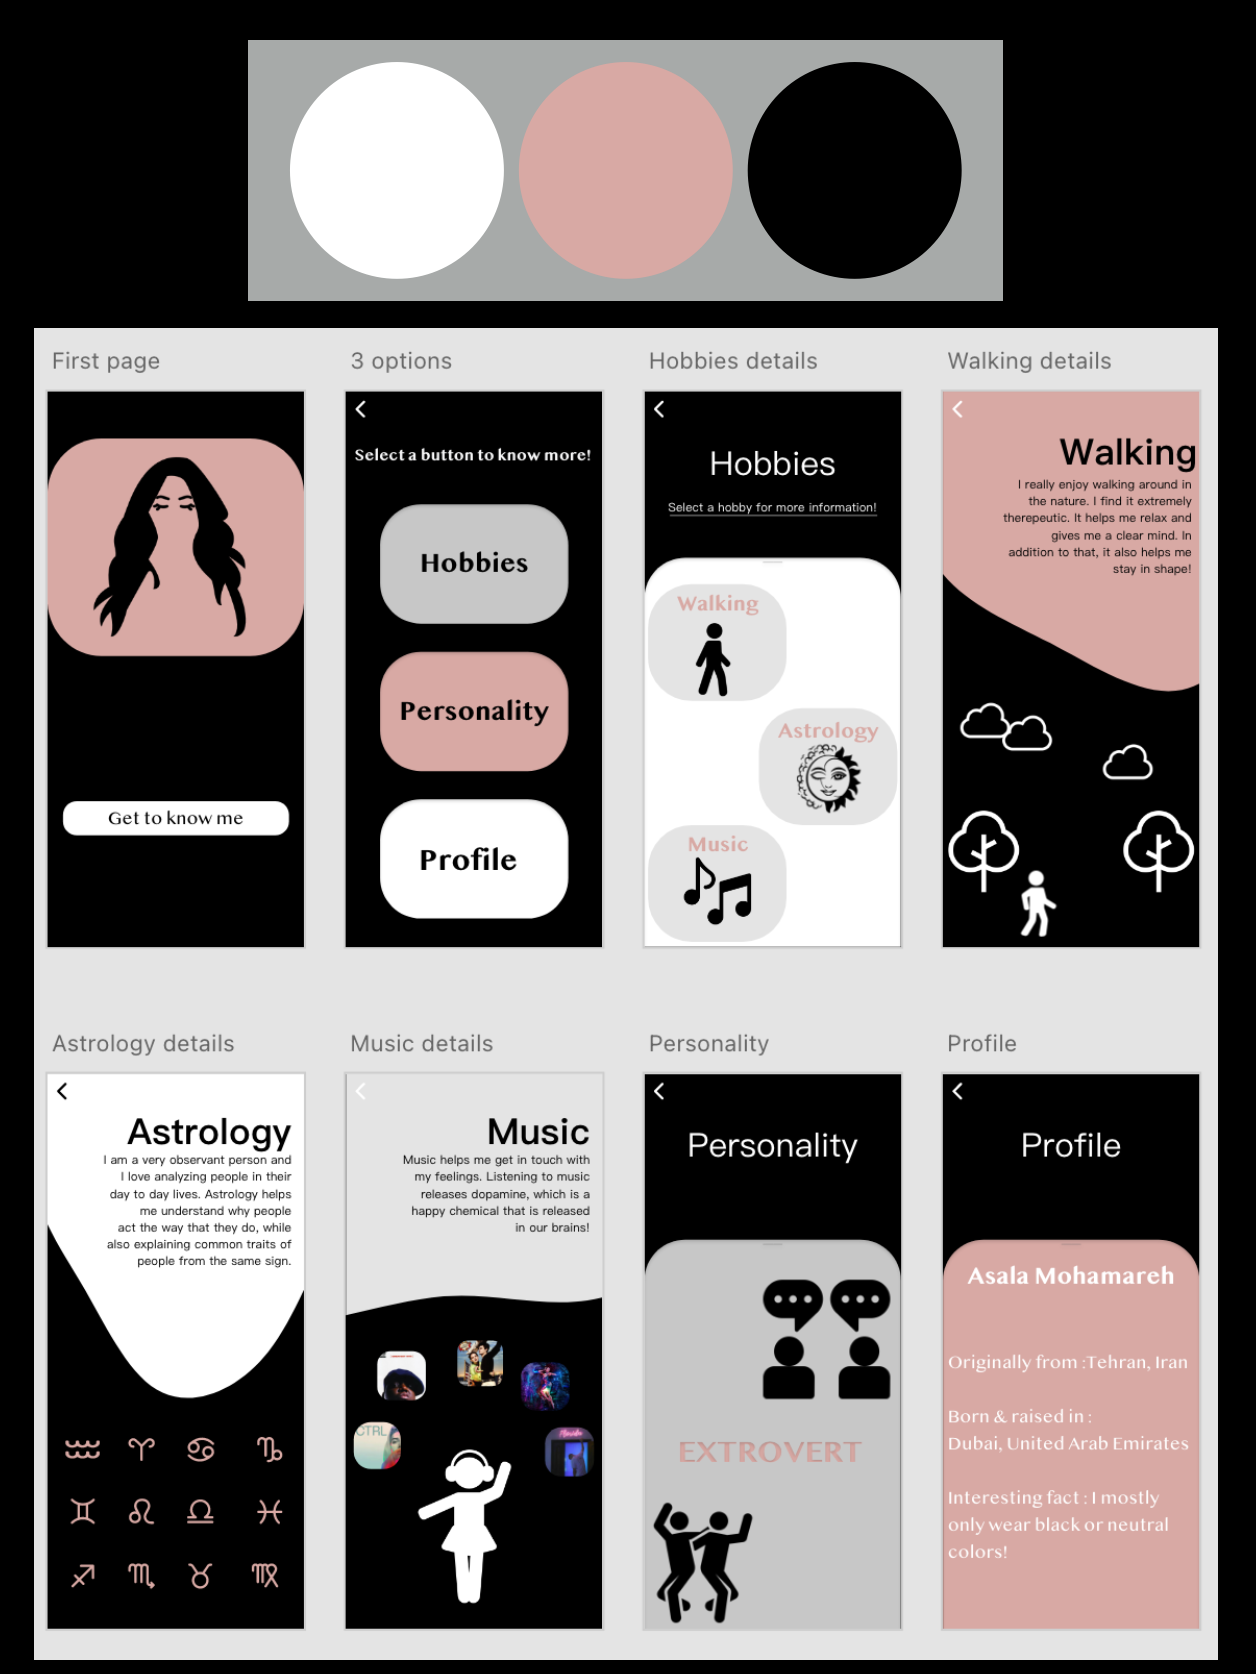 First page
3 options
Hobbies details
Walking details
Get to know me
Select a button to know more!
Hobbies
Personality
Profile
Hobbies
Select a hobby for more information!
Walking
Astrology
Music
Walking
I really enjoy walking around in
the nature. I find it extremely
therepeutic. It helps me relax and
gives me a clear mind. In
addition to that, it also helps me
stay in shape!
Astrology details
Music details
Personality
Profile
Astrology
I am a very observant person and
I love analyzing people in their
day to day lives. Astrology helps
me understand why people
act the way that they do, while
also explaining common traits of
people from the same sign.
Music
Music helps me get in touch with
my feelings. Listening to music
releases dopamine, which is a
happy chemical that is released
in our brains!
CTRL
Personality
EXTROVERT
Profile
Asala Mohamareh
Originally from :Tehran, Iran
Born & raised in :
Dubai, United Arab Emirates
Interesting fact : I mostly
only wear black or neutral
colors!